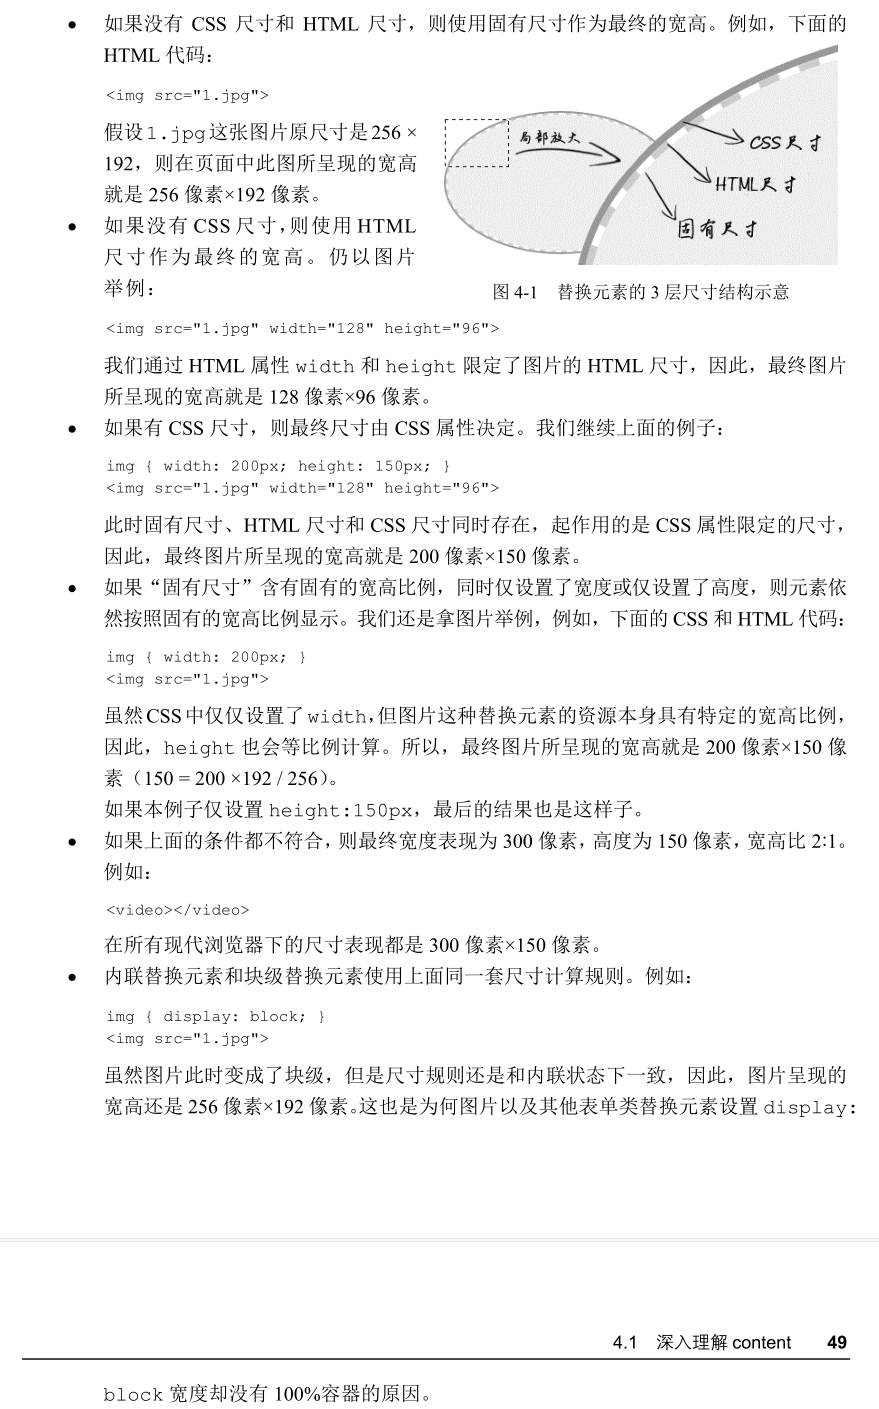 • 如果没有 CSS 尺寸和 HTML 尺寸，则使用固有尺寸作为最终的宽高。例如，下面的
HTML 代码：
<img src="1.jpg">
假设1.jpg这张图片原尺寸是256 ×
192，则在页面中此图所呈现的宽高
就是 256 像素×192 像素。
• 如果没有 CSS 尺寸，则使用 HTML
尺寸作为最终的宽高。仍以图片
举例：
局部放大
CSS尺寸
HTML尺寸
固有尺寸
图 4-1 替换元素的 3 层尺寸结构示意
<img src="1.jpg" width="128" height="96">
我们通过 HTML 属性 width 和 height 限定了图片的 HTML 尺寸，因此，最终图片
所呈现的宽高就是 128 像素×96 像素。
• 如果有 CSS 尺寸，则最终尺寸由 CSS 属性决定。我们继续上面的例子：
img { width: 200px; height: 150px; }
<img src="1.jpg" width="128" height="96">
此时固有尺寸、HTML 尺寸和 CSS 尺寸同时存在，起作用的是 CSS 属性限定的尺寸，
因此，最终图片所呈现的宽高就是 200 像素×150 像素。
• 如果“固有尺寸”含有固有的宽高比例，同时仅设置了宽度或仅设置了高度，则元素依
然按照固有的宽高比例显示。我们还是拿图片举例，例如，下面的 CSS 和 HTML 代码：
img { width: 200px; }
<img src="1.jpg">
虽然CSS中仅仅设置了width，但图片这种替换元素的资源本身具有特定的宽高比例，
因此，height 也会等比例计算。所以，最终图片所呈现的宽高就是 200 像素×150 像
素（150 = 200 ×192 / 256）。
如果本例子仅设置 height:150px，最后的结果也是这样子。
• 如果上面的条件都不符合，则最终宽度表现为 300 像素，高度为 150 像素，宽高比 2:1。
例如：
<video></video>
在所有现代浏览器下的尺寸表现都是 300 像素×150 像素。
• 内联替换元素和块级替换元素使用上面同一套尺寸计算规则。例如：
img { display: block; }
<img src="1.jpg">
虽然图片此时变成了块级，但是尺寸规则还是和内联状态下一致，因此，图片呈现的
宽高还是 256 像素×192 像素。这也是为何图片以及其他表单类替换元素设置 display:
4.1 深入理解 content 49
block 宽度却没有 100%容器的原因。